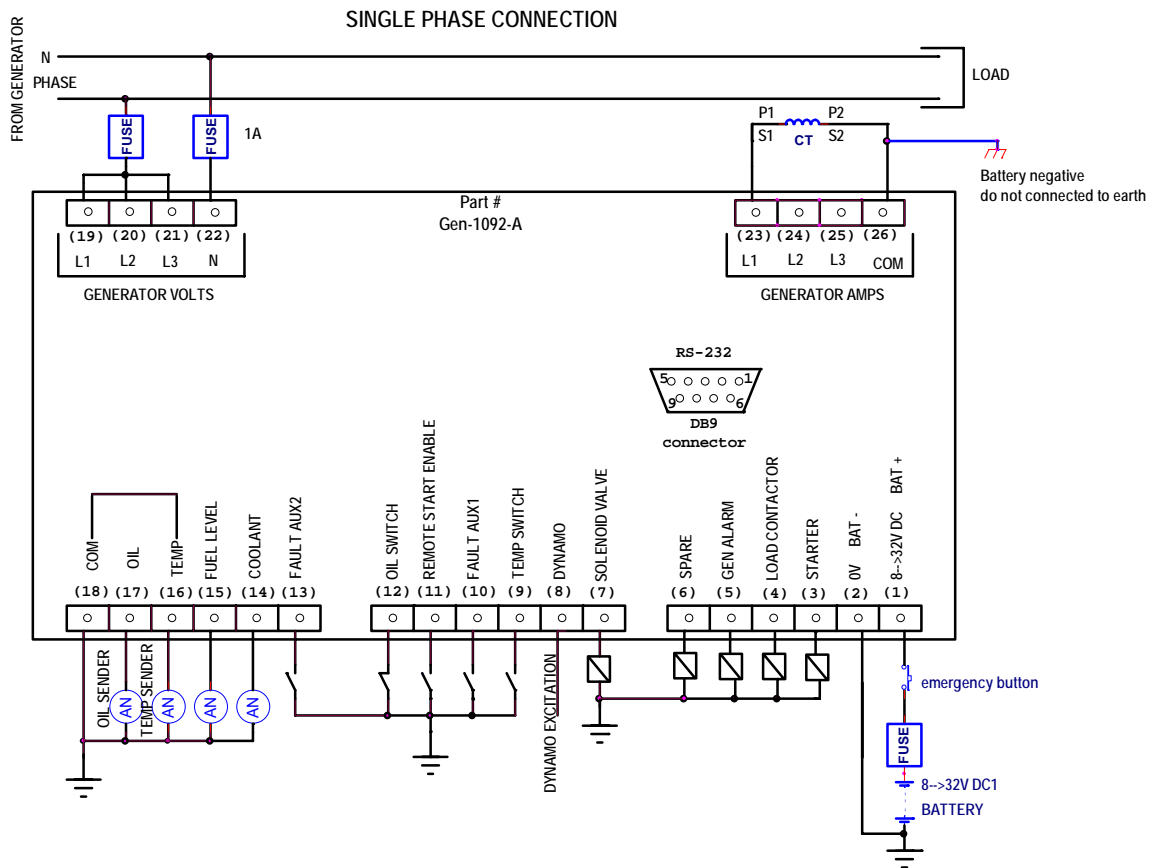 SINGLE PHASE CONNECTION
FROM GENERATOR
N
PHASE
LOAD
FUSE
FUSE
1A
P1
P2
S1
CT
S2
Battery negative
do not connected to earth
Part #
Gen-1092-A
(19) (20) (21) (22)
L1 L2 L3 N
GENERATOR VOLTS
(23) (24) (25) (26)
L1 L2 L3 COM
GENERATOR AMPS
RS-232
5 1
9 6
DB9
connector
COM
OIL
TEMP
FUEL LEVEL
COOLANT
FAULT AUX2
OIL SWITCH
REMOTE START ENABLE
FAULT AUX1
TEMP SWITCH
DYNAMO
SOLENOID VALVE
SPARE
GEN ALARM
LOAD CONTACTOR
STARTER
0V BAT -
8-->32V DC BAT +
(18) (17) (16) (15) (14) (13)
(12) (11) (10) (9) (8) (7)
(6) (5) (4) (3) (2) (1)
OIL SENDER
AN
TEMP SENDER
AN
AN
AN
DYNAMO EXCITATION
emergency button
FUSE
8-->32V DC1
BATTERY